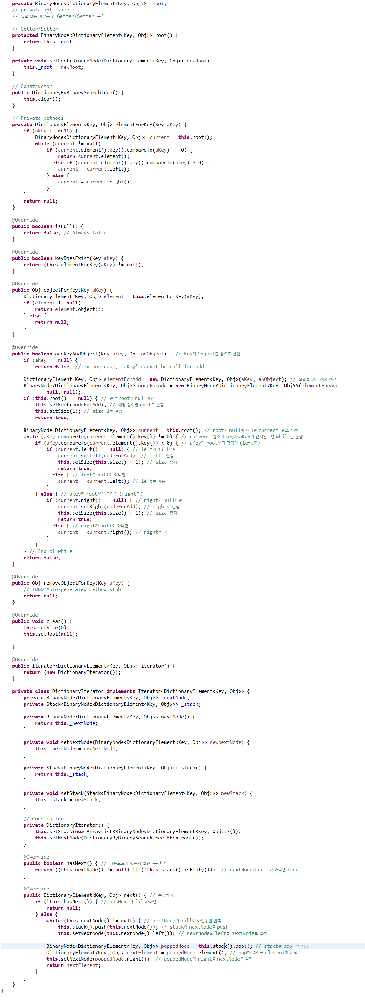 private BinaryNode<DictionaryElement<Key, Obj>> _root;
// private int _size ;
// 필요 없는 이유는 ? Getter/Setter 는?
// Getter/Setter
protected BinaryNode<DictionaryElement<Key, Obj>> root() {
return this._root;
}
private void setRoot(BinaryNode<DictionaryElement<Key, Obj>> newRoot) {
this._root = newRoot;
}
// Constructor
public DictionaryByBinarySearchTree() {
this.clear();
}
// Private methods
private DictionaryElement<Key, Obj> elementForKey(Key aKey) {
if (aKey != null) {
BinaryNode<DictionaryElement<Key, Obj>> current = this.root();
while (current != null)
if (current.element().key().compareTo(aKey) == 0) {
return current.element();
} else if (current.element().key().compareTo(aKey) > 0) {
current = current.left();
} else {
current = current.right();
}
}
return null;
}
@Override
public boolean isFull() {
return false; // Always false
}
@Override
public boolean keyDoesExist(Key aKey) {
return (this.elementForKey(aKey) != null);
}
@Override
public Obj objectForKey(Key aKey) {
DictionaryElement<Key, Obj> element = this.elementForKey(aKey);
if (element != null) {
return element.object();
} else {
return null;
}
}
@Override
public boolean addKeyAndObject(Key aKey, Obj anObject) { // Key와 Object를 쌍으로 삽입
if (aKey == null) {
return false; // In any case, "aKey" cannot be null for add
}
DictionaryElement<Key, Obj> elementForAdd = new DictionaryElement<Key, Obj>(aKey, anObject); // 삽입을 위한 객체 생성
BinaryNode<DictionaryElement<Key, Obj>> nodeForAdd = new BinaryNode<DictionaryElement<Key, Obj>>(elementForAdd,
null, null);
if (this.root() == null) { // 만약 root가 null이면
this.setRoot(nodeForAdd); // 해당 원소를 root로 설정
this.setSize(1); // size 1로 설정
return true;
}
BinaryNode<DictionaryElement<Key, Obj>> current = this.root(); // root가 null이 아니면 current 원소 지정
while (aKey.compareTo(current.element().key()) != 0) { // current 원소의 key가 aKey가 같지않으면 while문 실행
if (aKey.compareTo(current.element().key()) < 0) { // aKey가 root보다 작다면 (left로)
if (current.left() == null) { // left가 null이면
current.setLeft(nodeForAdd); // left로 설정
this.setSize(this.size() + 1); // size 증가
return true;
} else { // left가 null이 아니면
current = current.left(); // left로 이동
}
} else { // aKey가 root보다 크다면 (right로)
if (current.right() == null) { // right가 null이면
current.setRight(nodeForAdd); // right로 설정
this.setSize(this.size() + 1); // size 증가
return true;
} else { // right가 null이 아니면
current = current.right(); // right로 이동
}
}
} // End of while
return false;
}
@Override
public Obj removeObjectForKey(Key aKey) {
// TODO Auto-generated method stub
return null;
}
@Override
public void clear() {
this.setSize(0);
this.setRoot(null);
}
@Override
public Iterator<DictionaryElement<Key, Obj>> iterator() {
return (new DictionaryIterator());
}
private class DictionaryIterator implements Iterator<DictionaryElement<Key, Obj>> {
private BinaryNode<DictionaryElement<Key, Obj>> _nextNode;
private Stack<BinaryNode<DictionaryElement<Key, Obj>>> _stack;
private BinaryNode<DictionaryElement<Key, Obj>> nextNode() {
return this._nextNode;
}
private void setNextNode(BinaryNode<DictionaryElement<Key, Obj>> newNextNode) {
this._nextNode = newNextNode;
}
private Stack<BinaryNode<DictionaryElement<Key, Obj>>> stack() {
return this._stack;
}
private void setStack(Stack<BinaryNode<DictionaryElement<Key, Obj>>> newStack) {
this._stack = newStack;
}
// Constructor
private DictionaryIterator() {
this.setStack(new ArrayList<BinaryNode<DictionaryElement<Key, Obj>>>());
this.setNextNode(DictionaryByBinarySearchTree.this.root());
}
@Override
public boolean hasNext() { // 다음노드가 있는지 확인하는 함수
return ((this.nextNode() != null) || (!this.stack().isEmpty())); // nextNode가 null이 아니면 true
}
@Override
public DictionaryElement<Key, Obj> next() { // 중위탐색
if (!this.hasNext()) { // hasNext가 false라면
return null;
} else {
while (this.nextNode() != null) { // nextNode가 null이 아닌동안 반복
this.stack().push(this.nextNode()); // stack에 nextNode를 push
this.setNextNode(this.nextNode().left()); // nextNode의 left를 nextNode로 설정
}
BinaryNode<DictionaryElement<Key, Obj>> poppedNode = this.stack().pop(); // stack을 pop하여 저장
DictionaryElement<Key, Obj> nextElement = poppedNode.element(); // pop한 원소를 element에 저장
this.setNextNode(poppedNode.right()); // poppedNode의 right를 nextNode로 설정
return nextElement;
}
}
}
}